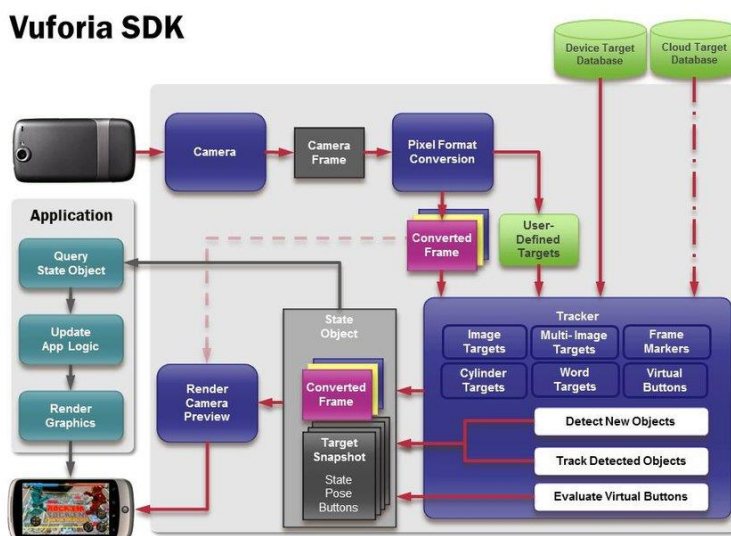 Vuforia SDK
Device Target
Database
Cloud Target
Database
Camera
Camera
Frame
Pixel Format
Conversion
Application
Query
State Object
Update
App Logic
Render
Graphics
Converted
Frame
User-
Defined
Targets
State
Object
Converted
Frame
Target
Snapshot
State
Pose
Buttons
Render
Camera
Preview
Tracker
Image
Targets
Multi-Image
Targets
Frame
Markers
Cylinder
Targets
Word
Targets
Virtual
Buttons
Detect New Objects
Track Detected Objects
Evaluate Virtual Buttons